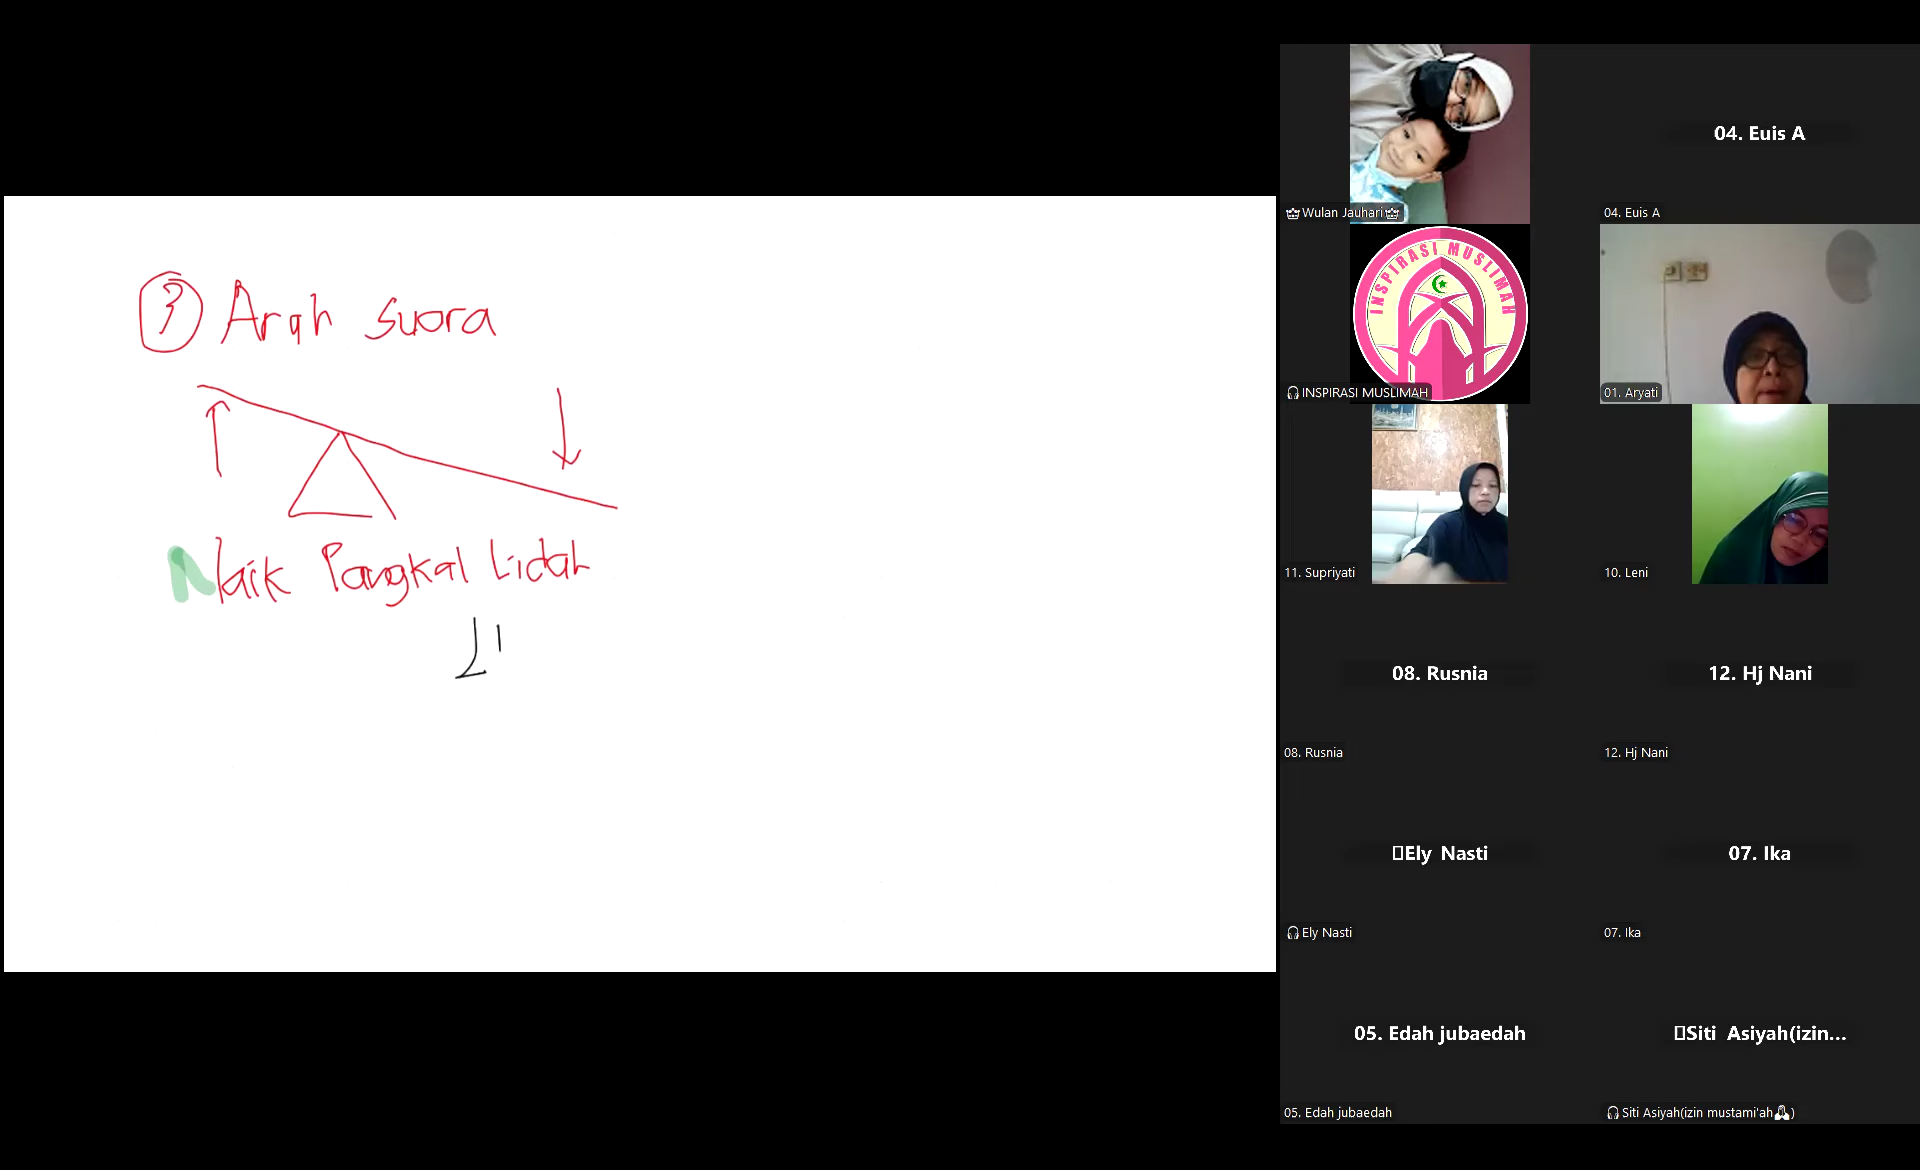 3 Arah suara
Naik Pangkal Lidah
Wulan Jauhari
04. Euis A
04. Euis A
INSPIRASI MUSLIMAH
INSPIRASI MUSLIMAH
01. Aryati
11. Supriyati
10. Leni
08. Rusnia
12. Hj Nani
08. Rusnia
12. Hj Nani
Ely Nasti
07. Ika
Ely Nasti
07. Ika
05. Edah jubaedah
Siti Asiyah(izin...
05. Edah jubaedah
Siti Asiyah(izin mustami'ah🙏)